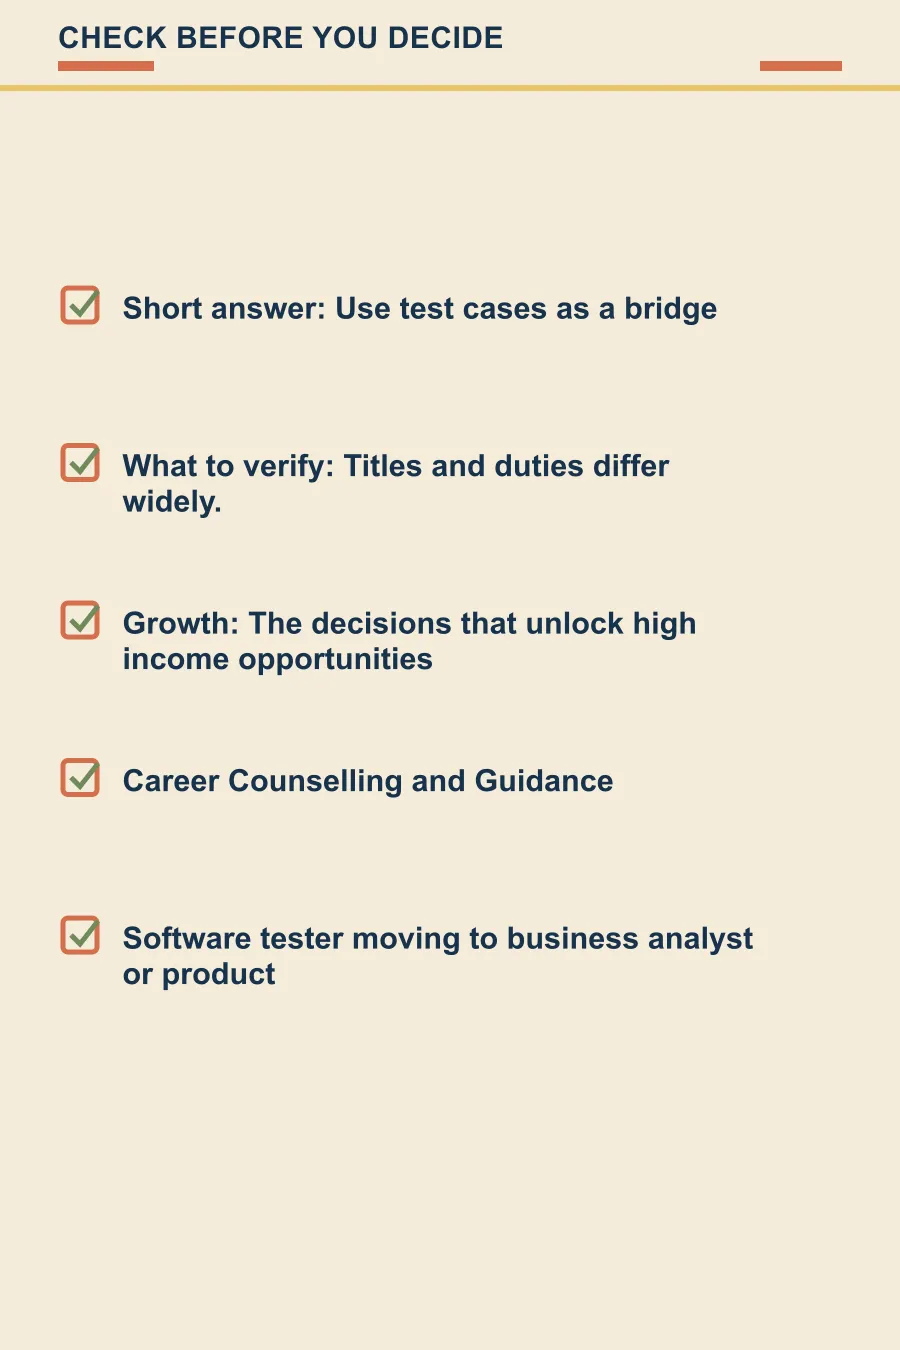 CHECK BEFORE YOU DECIDE
Short answer: Use test cases as a bridge
What to verify: Titles and duties differ
widely.
Growth: The decisions that unlock high
income opportunities
Career Counselling and Guidance
Software tester moving to business analyst
or product